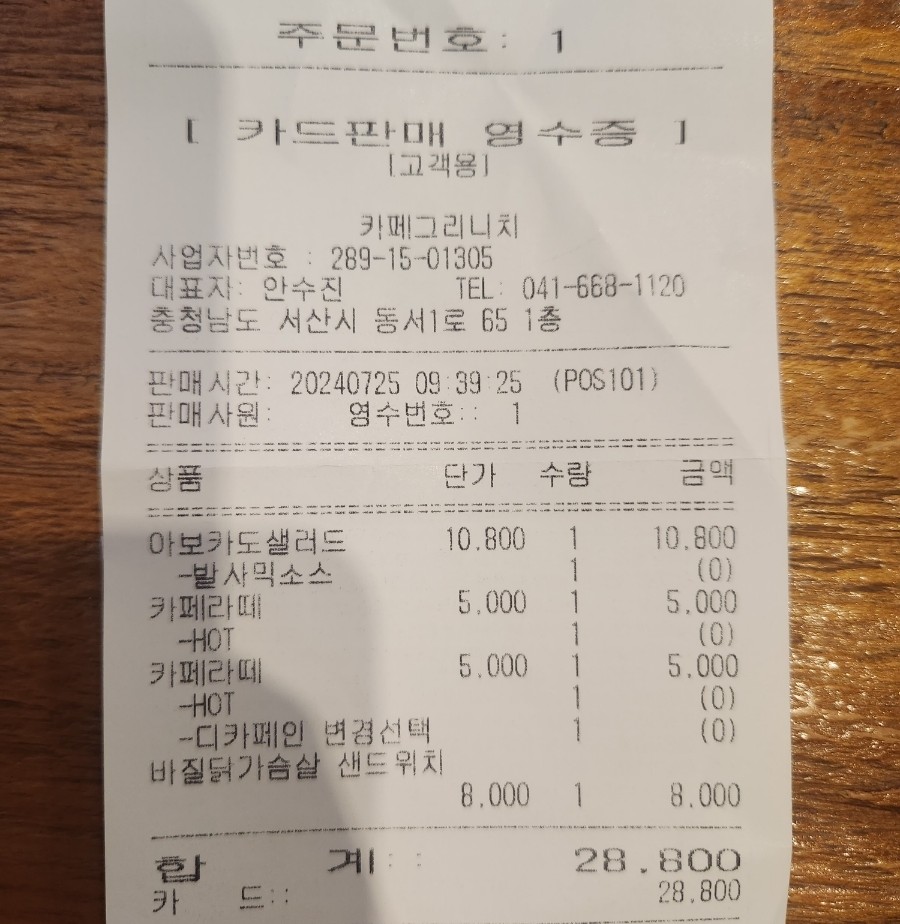 주문번호: 1
[ 카드판매 영수증 ]
[고객용]
카페그리니치
사업자번호 : 289-15-01305
대표자: 안수진 TEL: 041-668-1120
충청남도 서산시 동서1로 65 1층
판매시간: 20240725 09:39:25 (POS101)
판매사원: 영수번호:: 1
상품 단가 수량 금액
아보카도샐러드 10,800 1 10,800
-발사믹소스 1 (0)
카페라떼 5,000 1 5,000
-HOT 1 (0)
카페라떼 5,000 1 5,000
-HOT 1 (0)
-디카페인 변경선택 1 (0)
바질닭가슴살 샌드위치
8,000 1 8,000
합 계:: 28,800
카 드:: 28,800